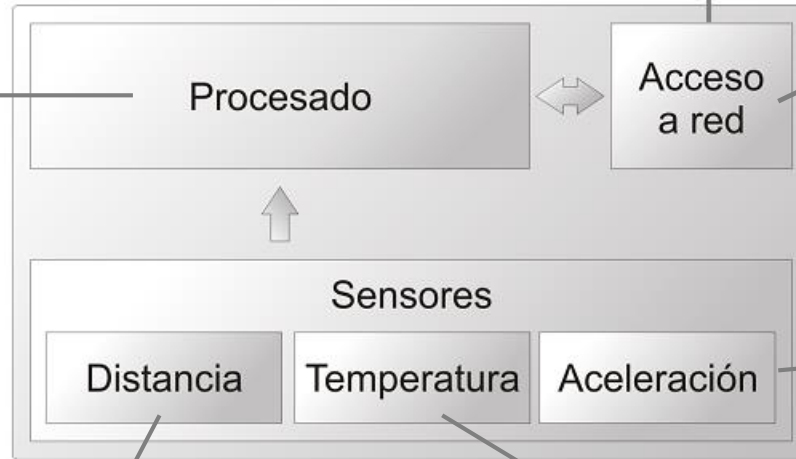 Procesado
Acceso
a red
Sensores
Distancia
Temperatura
Aceleración